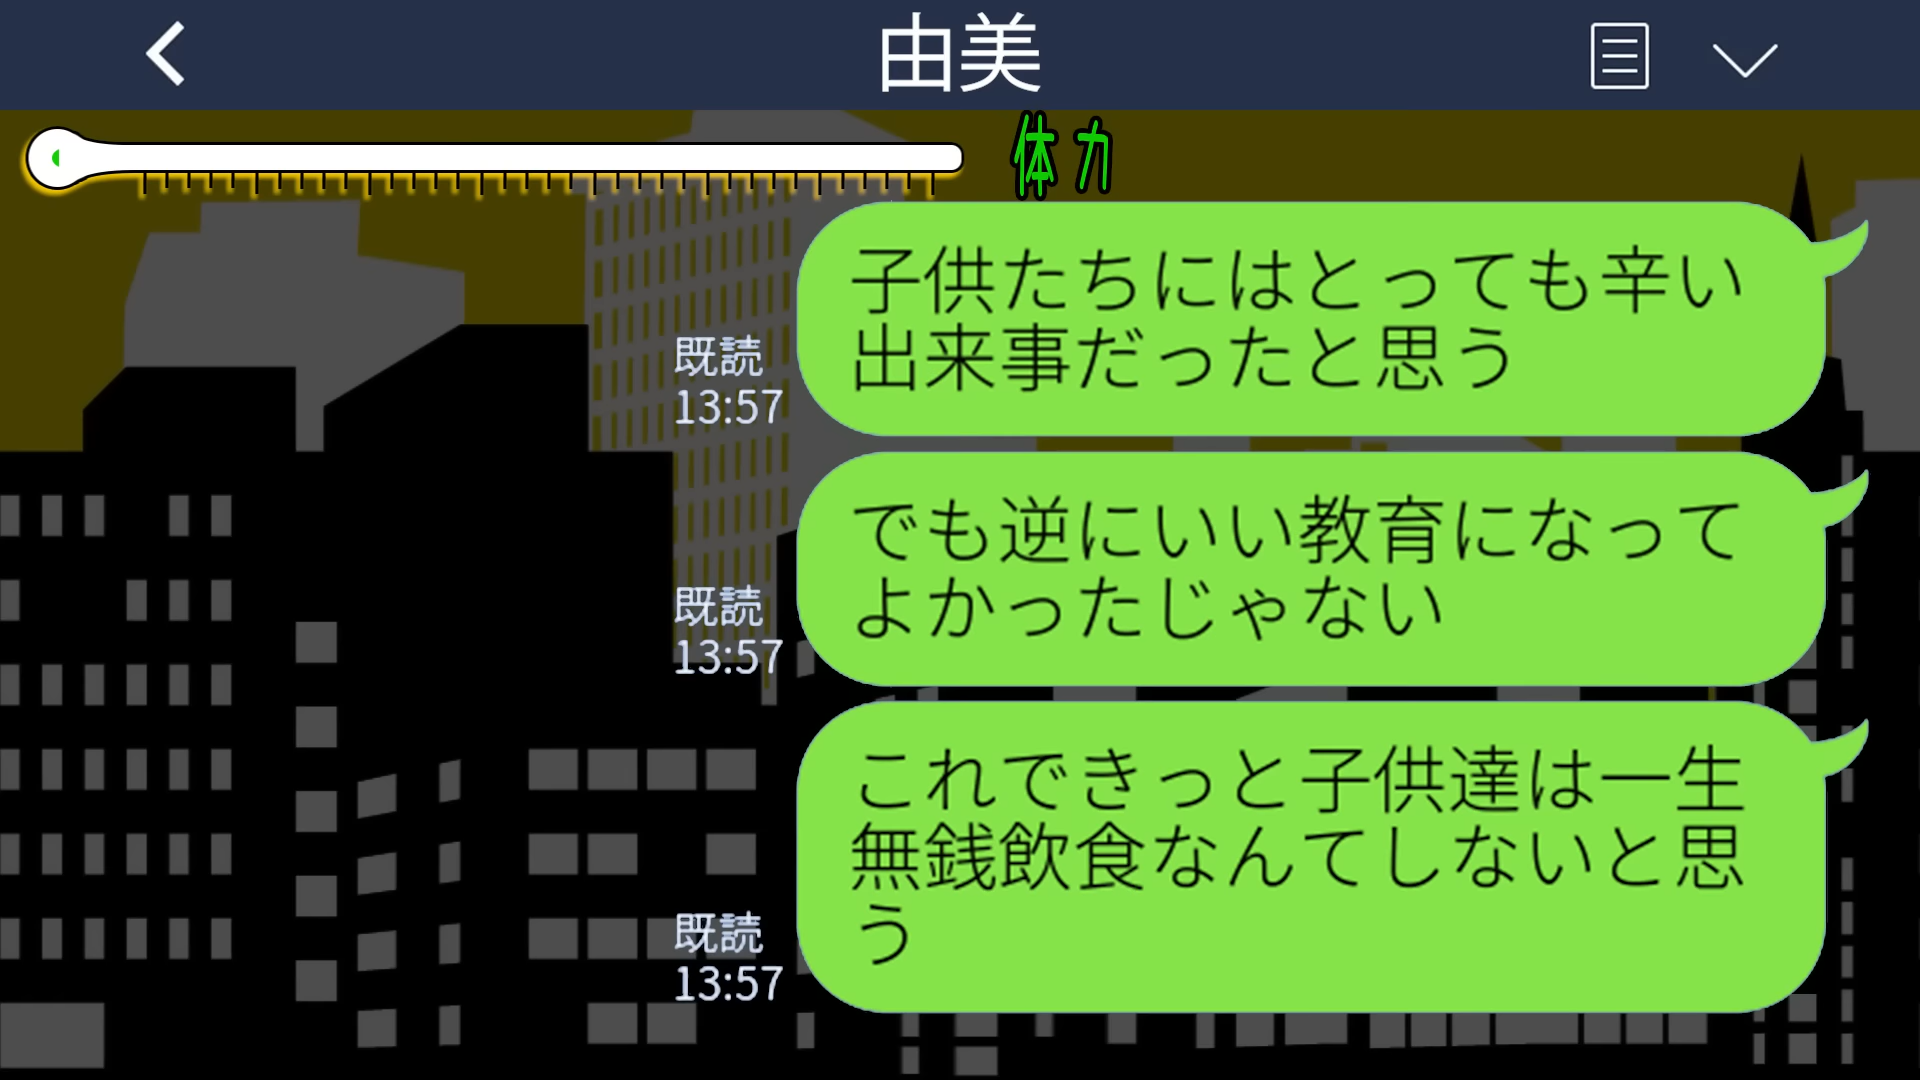 由美
体力
子供たちにはとっても辛い
出来事だったと思う
既読
13:57
でも逆にいい教育になって
よかったじゃない
既読
13:57
これできっと子供達は一生
無銭飲食なんてしないと思
う
既読
13:57